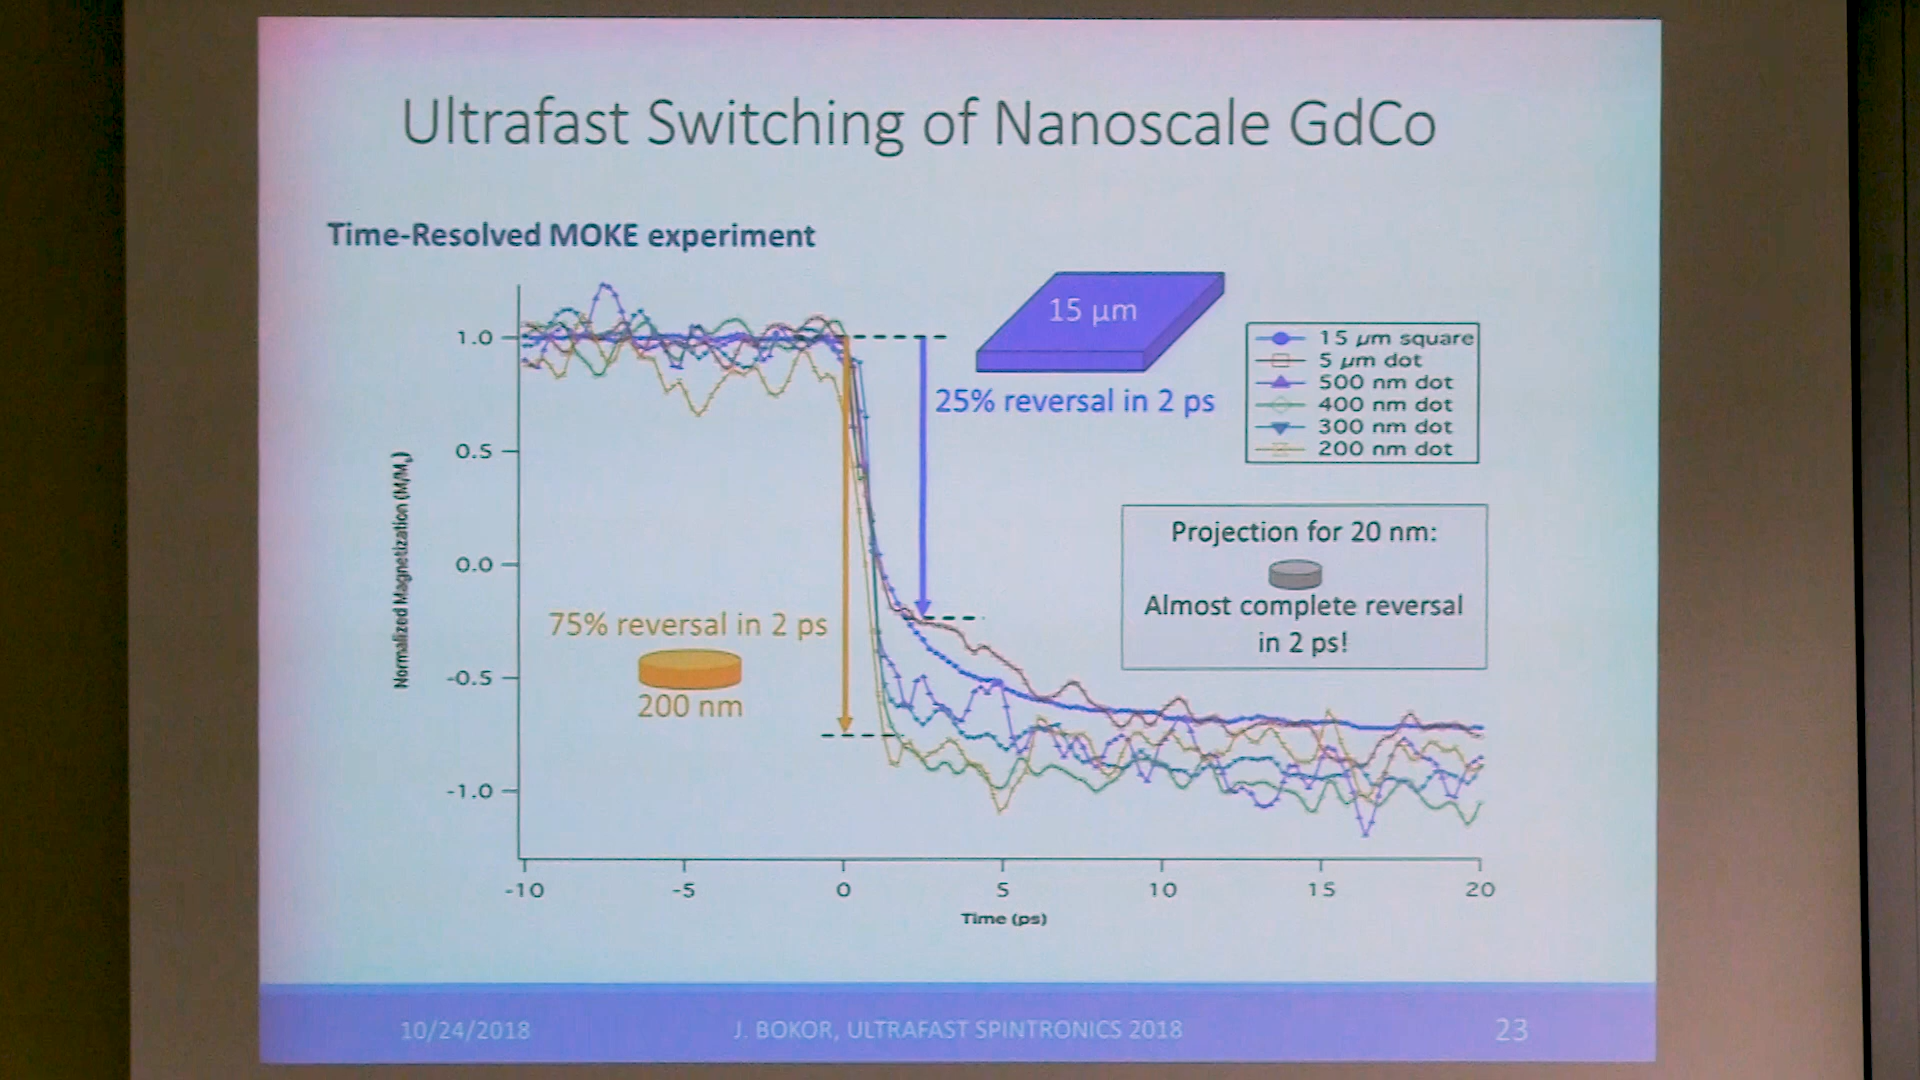 Ultrafast Switching of Nanoscale GdCo
Time-Resolved MOKE experiment
15 µm
25% reversal in 2 ps
15 µm square
5 µm dot
500 nm dot
400 nm dot
300 nm dot
200 nm dot
Projection for 20 nm:
Almost complete reversal
in 2 ps!
75% reversal in 2 ps
200 nm
Normalized Magnetization (M/Ms)
1.0
0.5
0.0
-0.5
-1.0
-10
-5
0
5
10
15
20
Time (ps)
10/24/2018
J. BOKOR, ULTRAFAST SPINTRONICS 2018
23